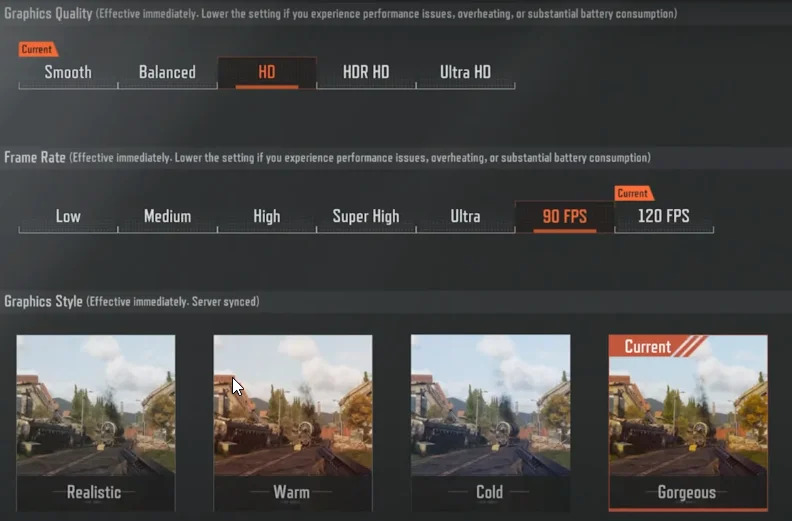 Graphics Quality (Effective immediately. Lower the setting if you experience performance issues, overheating, or substantial battery consumption)
Current
Smooth Balanced HD HDR HD Ultra HD
Frame Rate (Effective immediately. Lower the setting if you experience performance issues, overheating, or substantial battery consumption)
Current
Low Medium High Super High Ultra 90 FPS 120 FPS
Graphics Style (Effective immediately. Server synced)
Current
Realistic Warm Cold Gorgeous